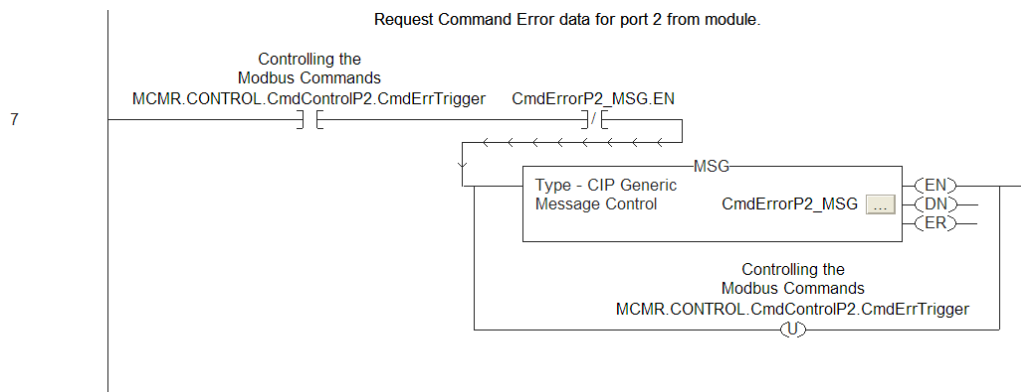 Request Command Error data for port 2 from module.
Controlling the
Modbus Commands
MCMR.CONTROL.CmdControlP2.CmdErrTrigger CmdErrorP2_MSG.EN
7
MSG
Type - CIP Generic
Message Control CmdErrorP2_MSG ...
EN
DN
ER
Controlling the
Modbus Commands
MCMR.CONTROL.CmdControlP2.CmdErrTrigger
U